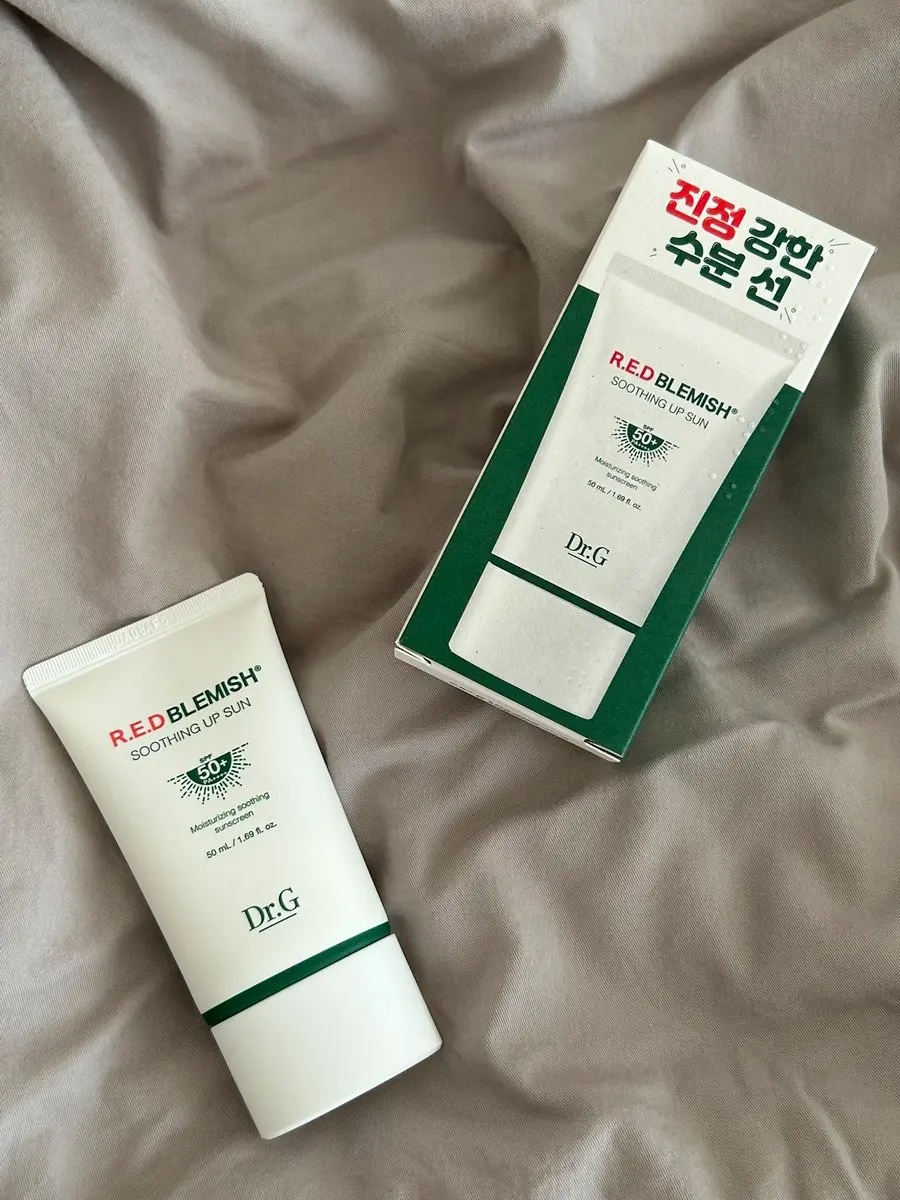 진정 강한
수분 선
R.E.D BLEMISH®
SOOTHING UP SUN
SPF
50+
PA++++
Moisturizing soothing
sunscreen
50 mL / 1.69 fl. oz.
Dr.G
R.E.D BLEMISH®
SOOTHING UP SUN
SPF
50+
PA++++
Moisturizing soothing
sunscreen
50 mL / 1.69 fl. oz.
Dr.G